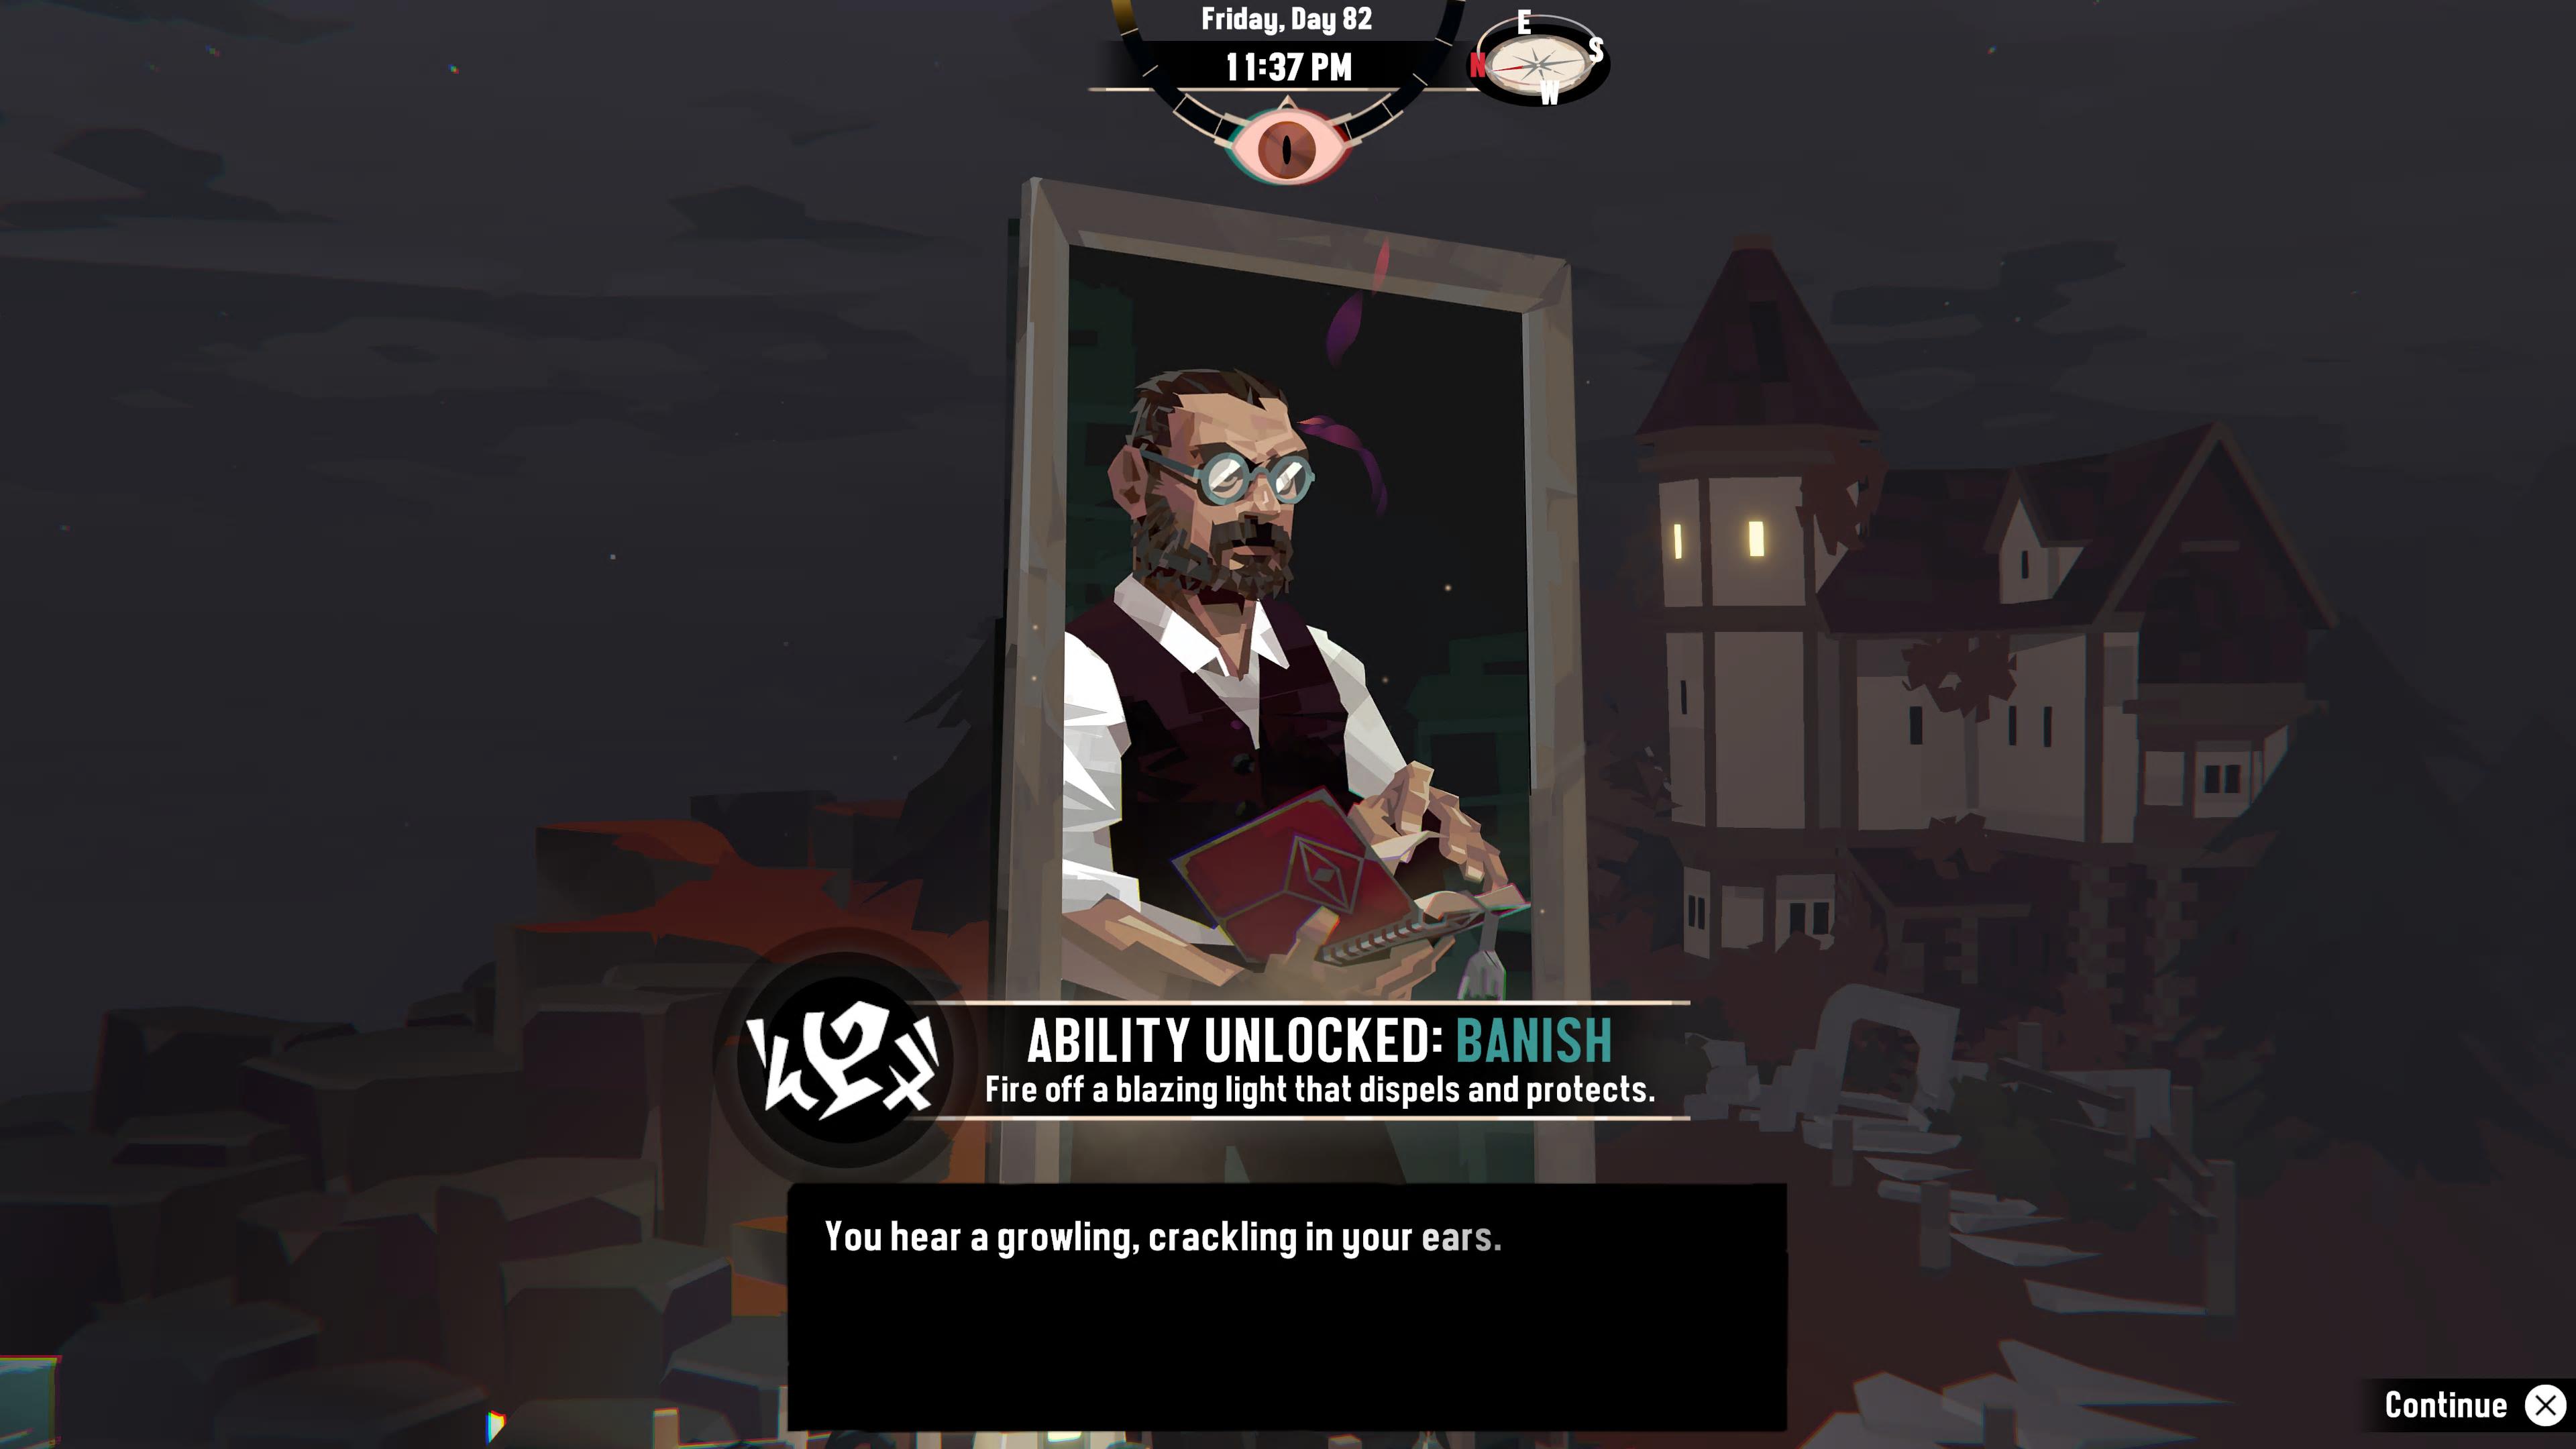 Friday, Day 82
11:37 PM
E
S
N
W
ABILITY UNLOCKED: BANISH
Fire off a blazing light that dispels and protects.
You hear a growling, crackling in your ears.
Continue